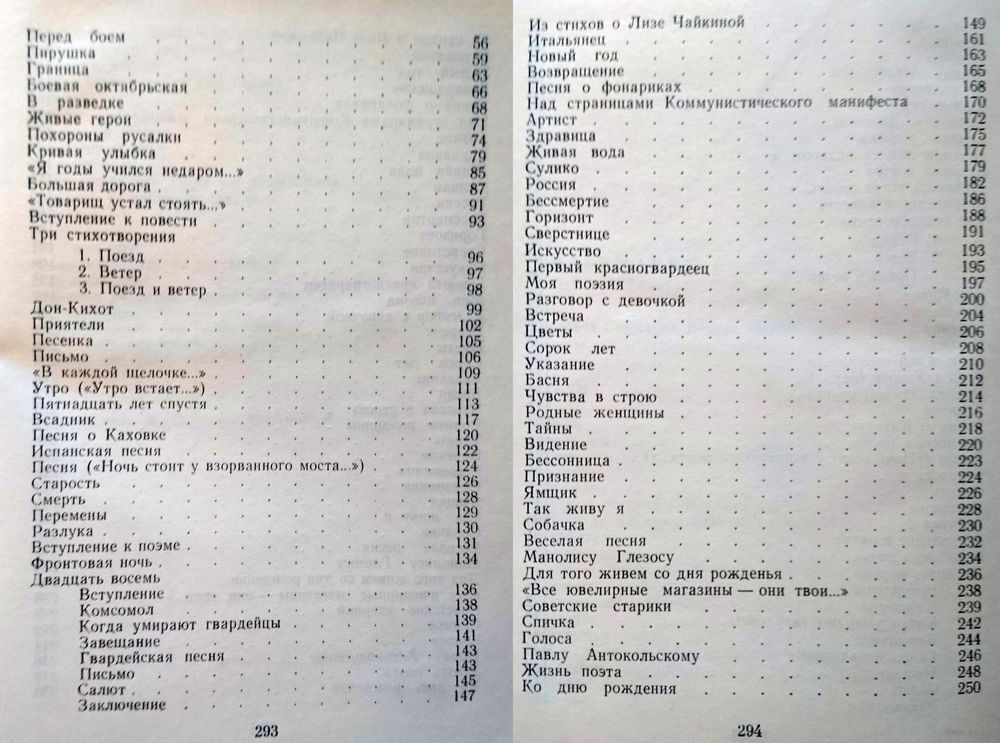 Перед боем . . . . . . . . . 56
Пирушка . . . . . . . . . 59
Граница . . . . . . . . . 63
Боевая октябрьская . . . . . . . . . 66
В разведке . . . . . . . . . 68
Живые герои . . . . . . . . . 71
Похороны русалки . . . . . . . . . 74
Кривая улыбка . . . . . . . . . 79
«Я годы учился недаром...» . . . . . . . . . 85
Большая дорога . . . . . . . . . 87
«Товарищ устал стоять...» . . . . . . . . . 91
Вступление к повести . . . . . . . . . 93
Три стихотворения
1. Поезд . . . . . . . . . 96
2. Ветер . . . . . . . . . 97
3. Поезд и ветер . . . . . . . . . 98
Дон-Кихот . . . . . . . . . 99
Приятели . . . . . . . . . 102
Песенка . . . . . . . . . 105
Письмо . . . . . . . . . 106
«В каждой щелочке...» . . . . . . . . . 109
Утро («Утро встает...») . . . . . . . . . 111
Пятнадцать лет спустя . . . . . . . . . 113
Всадник . . . . . . . . . 117
Песня о Каховке . . . . . . . . . 120
Испанская песня . . . . . . . . . 122
Песня («Ночь стоит у взорванного моста...») . . . . 124
Старость . . . . . . . . . 126
Смерть . . . . . . . . . 128
Перемены . . . . . . . . . 129
Разлука . . . . . . . . . 130
Вступление к поэме . . . . . . . . . 131
Фронтовая ночь . . . . . . . . . 134
Двадцать восемь
Вступление . . . . . . . . . 136
Комсомол . . . . . . . . . 138
Когда умирают гвардейцы . . . . . . 139
Завещание . . . . . . . . . 141
Гвардейская песня . . . . . . . . . 143
Письмо . . . . . . . . . 143
Салют . . . . . . . . . 145
Заключение . . . . . . . . . 147
293
Из стихов о Лизе Чайкиной . . . . . . . 149
Итальянец . . . . . . . . . 161
Новый год . . . . . . . . . 163
Возвращение . . . . . . . . . 165
Песня о фонариках . . . . . . . . . 168
Над страницами Коммунистического манифеста . . 170
Артист . . . . . . . . . 172
Здравица . . . . . . . . . 175
Живая вода . . . . . . . . . 177
Сулико . . . . . . . . . 179
Россия . . . . . . . . . 182
Бессмертие . . . . . . . . . 186
Горизонт . . . . . . . . . 188
Сверстнице . . . . . . . . . 191
Искусство . . . . . . . . . 193
Первый красногвардеец . . . . . . . . 195
Моя поэзия . . . . . . . . . 197
Разговор с девочкой . . . . . . . . . 200
Встреча . . . . . . . . . 204
Цветы . . . . . . . . . 206
Сорок лет . . . . . . . . . 208
Указание . . . . . . . . . 210
Басня . . . . . . . . . 212
Чувства в строю . . . . . . . . . 214
Родные женщины . . . . . . . . . 216
Тайны . . . . . . . . . 218
Видение . . . . . . . . . 220
Бессонница . . . . . . . . . 223
Признание . . . . . . . . . 224
Ямщик . . . . . . . . . 226
Так живу я . . . . . . . . . 228
Собачка . . . . . . . . . 230
Веселая песня . . . . . . . . . 232
Манолису Глезосу . . . . . . . . . 234
Для того живем со дня рожденья . . . . . . 236
«Все ювелирные магазины — они твои...» . . . . 238
Советские старики . . . . . . . . . 239
Спичка . . . . . . . . . 242
Голоса . . . . . . . . . 244
Павлу Антокольскому . . . . . . . . . 246
Жизнь поэта . . . . . . . . . 248
Ко дню рождения . . . . . . . . . 250
294